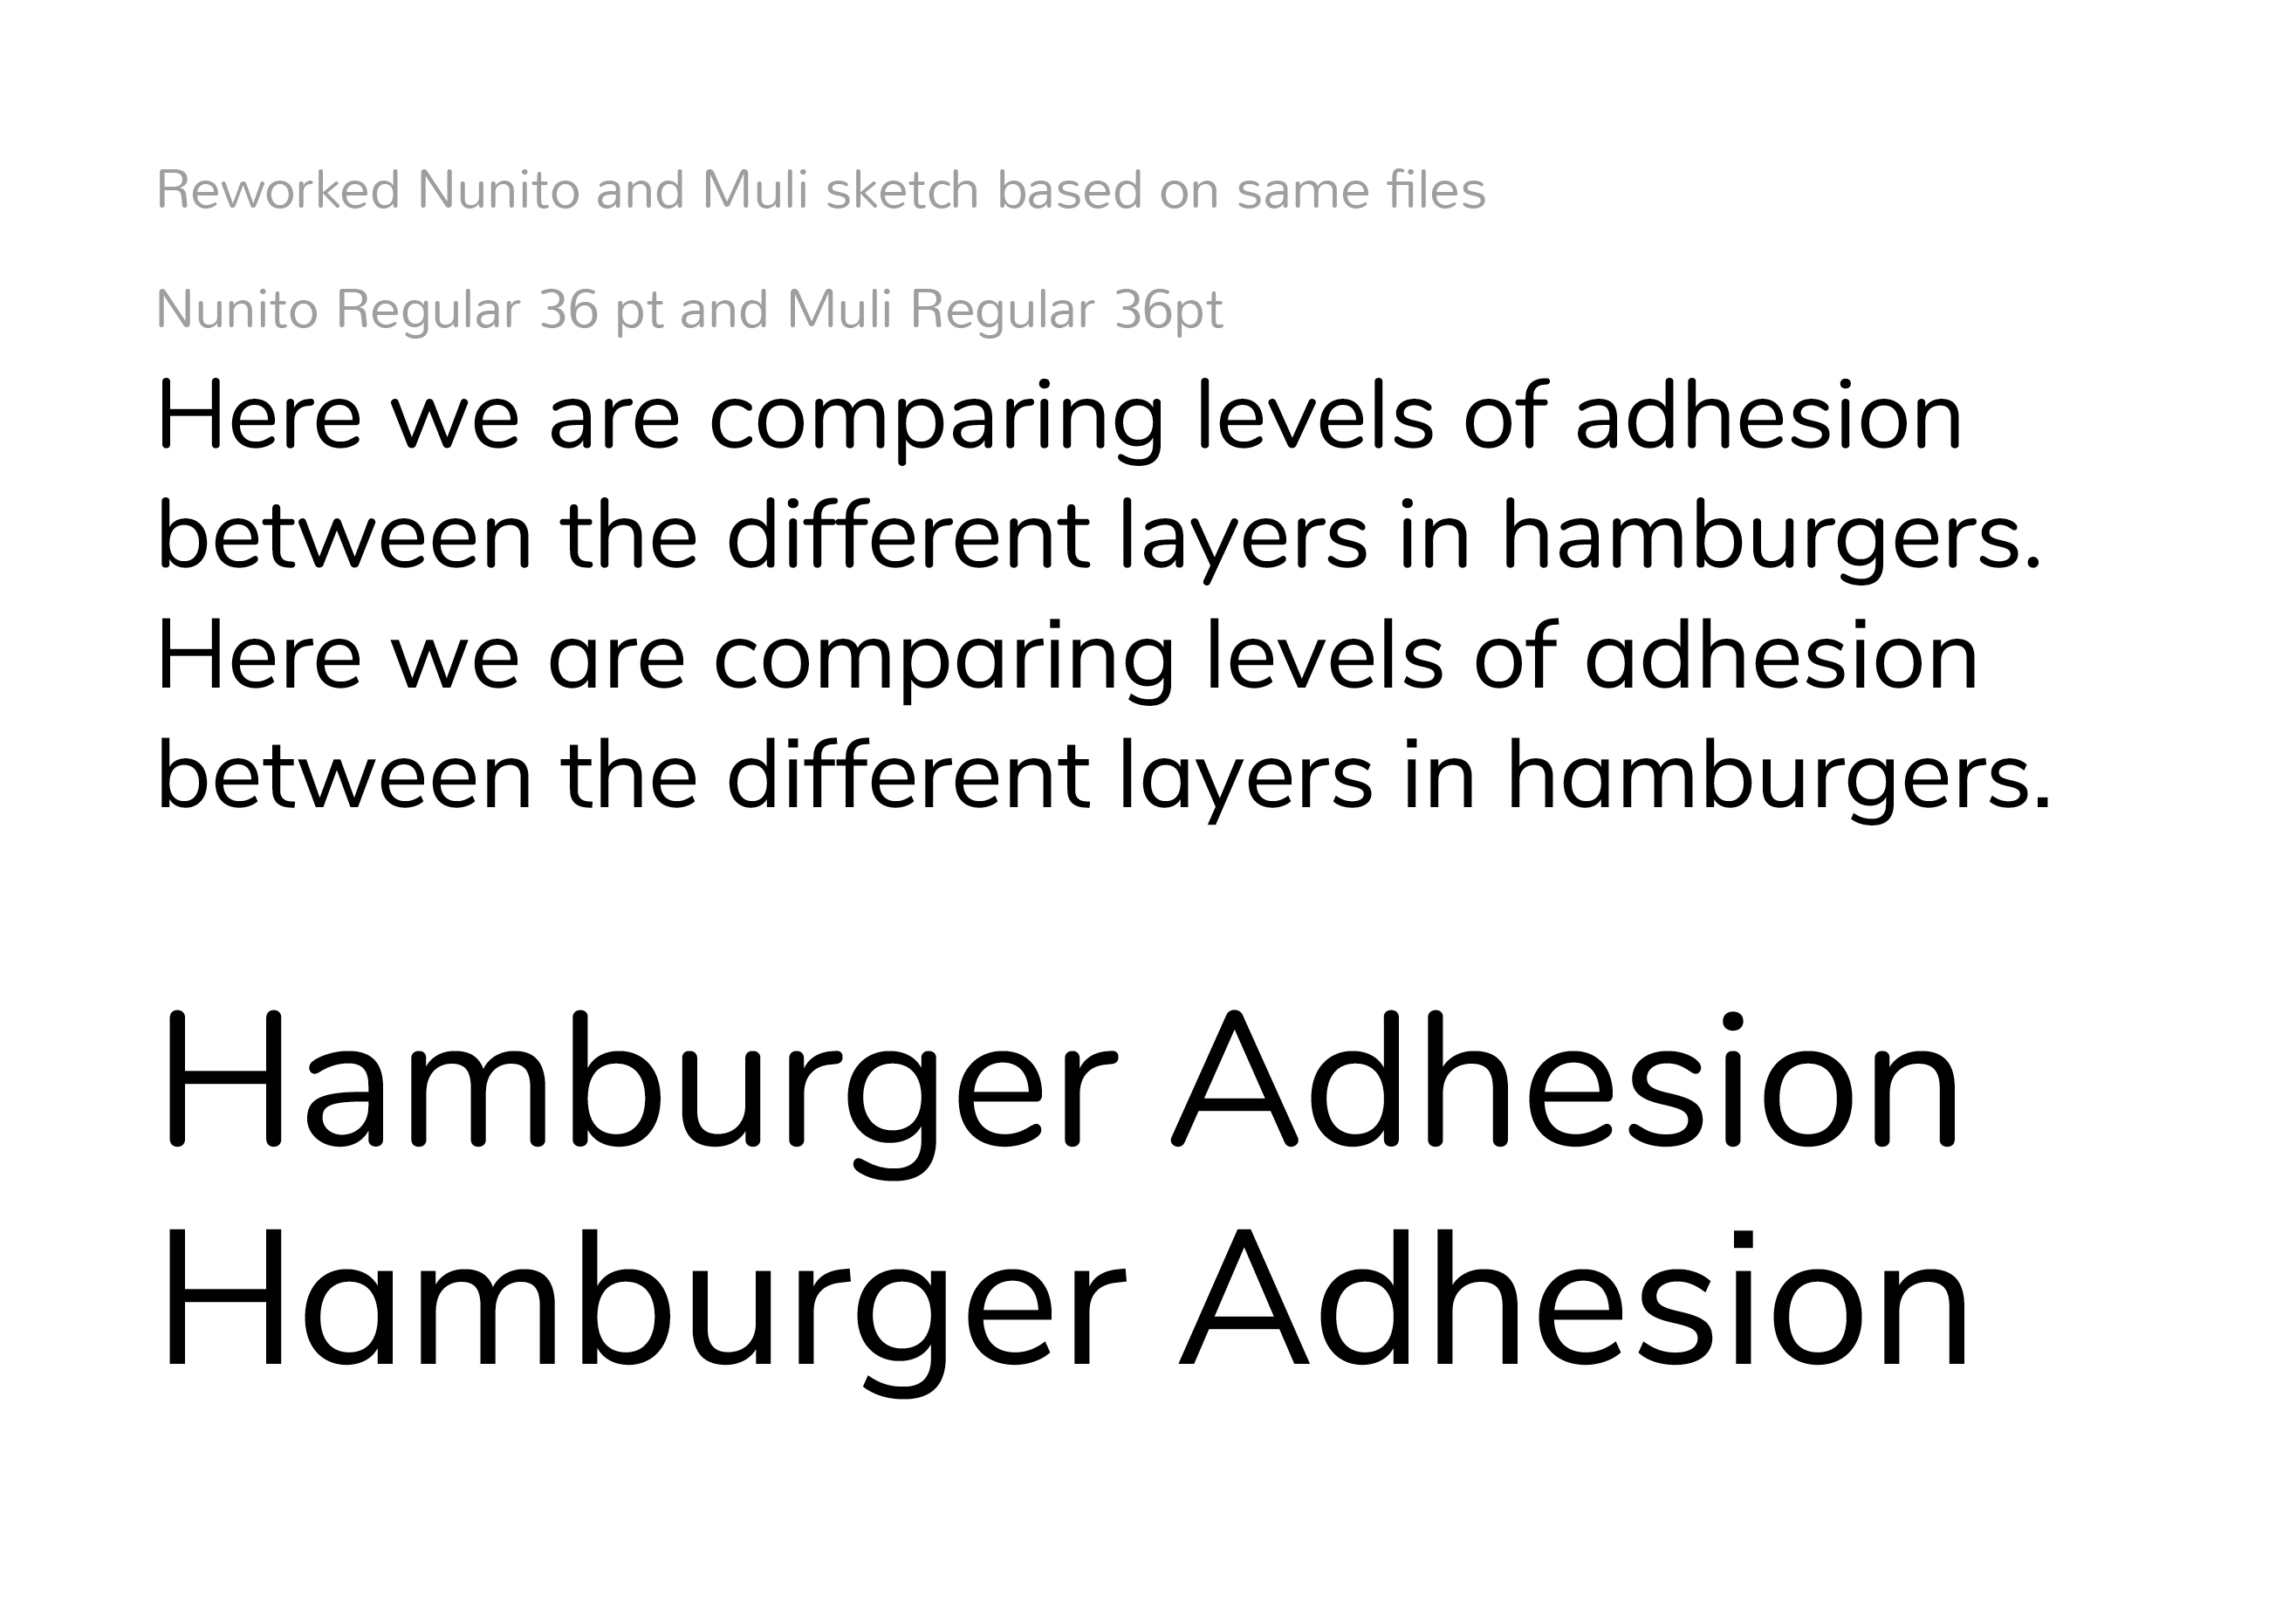 Reworked Nunito and Muli sketch based on same files
Nunito Regular 36 pt and Muli Regular 36pt
Here we are comparing levels of adhesion
between the different layers in hamburgers.
Here we are comparing levels of adhesion
between the different layers in hamburgers.
Hamburger Adhesion
Hamburger Adhesion